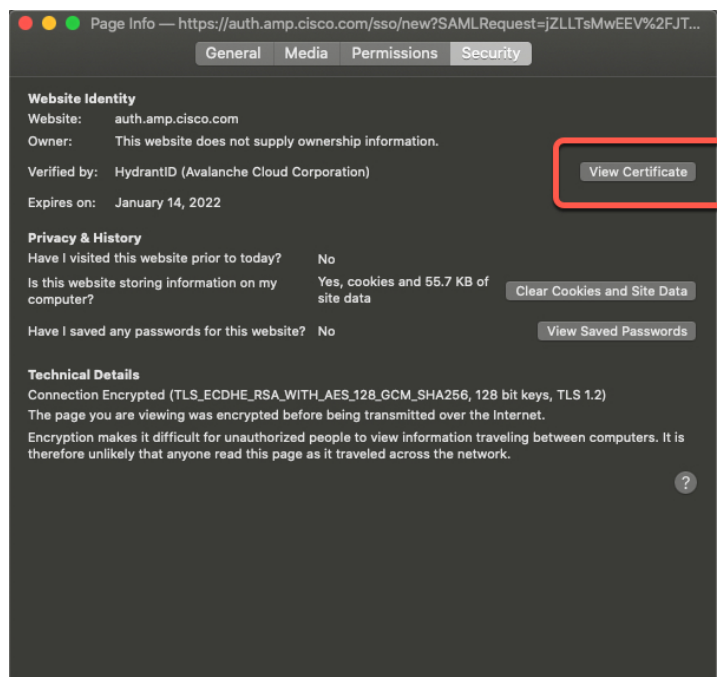 Page Info — https://auth.amp.cisco.com/sso/new?SAMLRequest=jZLLTsMwEEV%2FJT...
General Media Permissions Security
Website Identity
Website: auth.amp.cisco.com
Owner: This website does not supply ownership information.
Verified by: HydrantID (Avalanche Cloud Corporation) View Certificate
Expires on: January 14, 2022
Privacy & History
Have I visited this website prior to today? No
Is this website storing information on my computer? Yes, cookies and 55.7 KB of site data Clear Cookies and Site Data
Have I saved any passwords for this website? No View Saved Passwords
Technical Details
Connection Encrypted (TLS_ECDHE_RSA_WITH_AES_128_GCM_SHA256, 128 bit keys, TLS 1.2)
The page you are viewing was encrypted before being transmitted over the Internet.
Encryption makes it difficult for unauthorized people to view information traveling between computers. It is
therefore unlikely that anyone read this page as it traveled across the network.
?